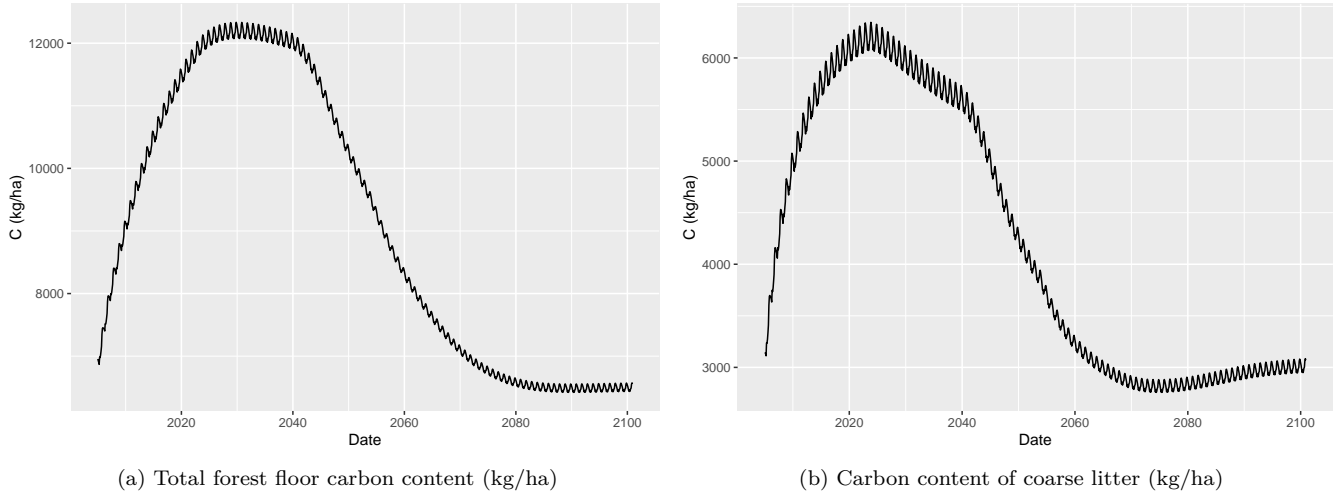 12000
10000
8000
C (kg/ha)
2020 2040 2060 2080 2100
Date
(a) Total forest floor carbon content (kg/ha)
6000
5000
4000
3000
C (kg/ha)
2020 2040 2060 2080 2100
Date
(b) Carbon content of coarse litter (kg/ha)